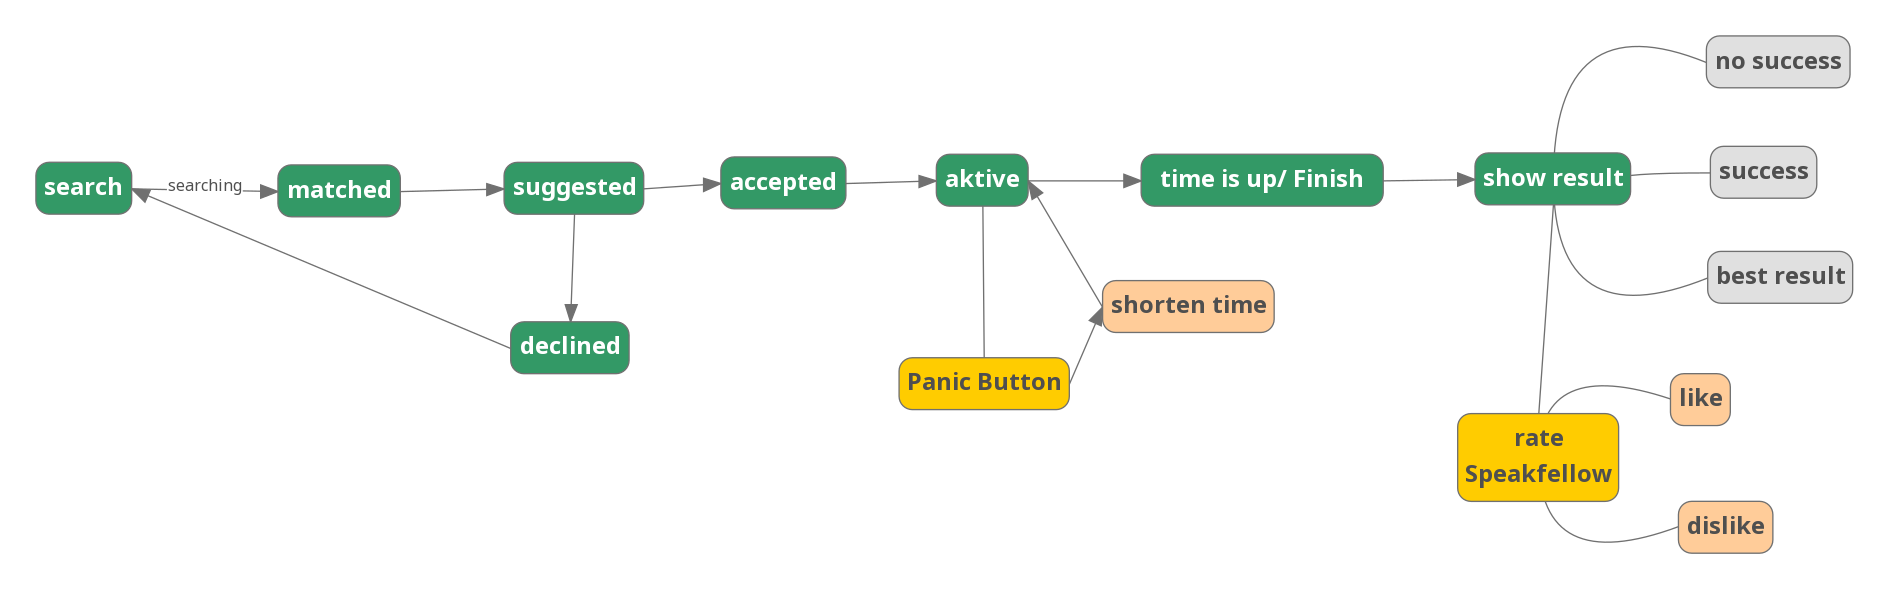 no success
search
searching
matched
suggested
accepted
aktive
time is up/ Finish
show result
success
best result
shorten time
declined
Panic Button
like
rate
Speakfellow
dislike